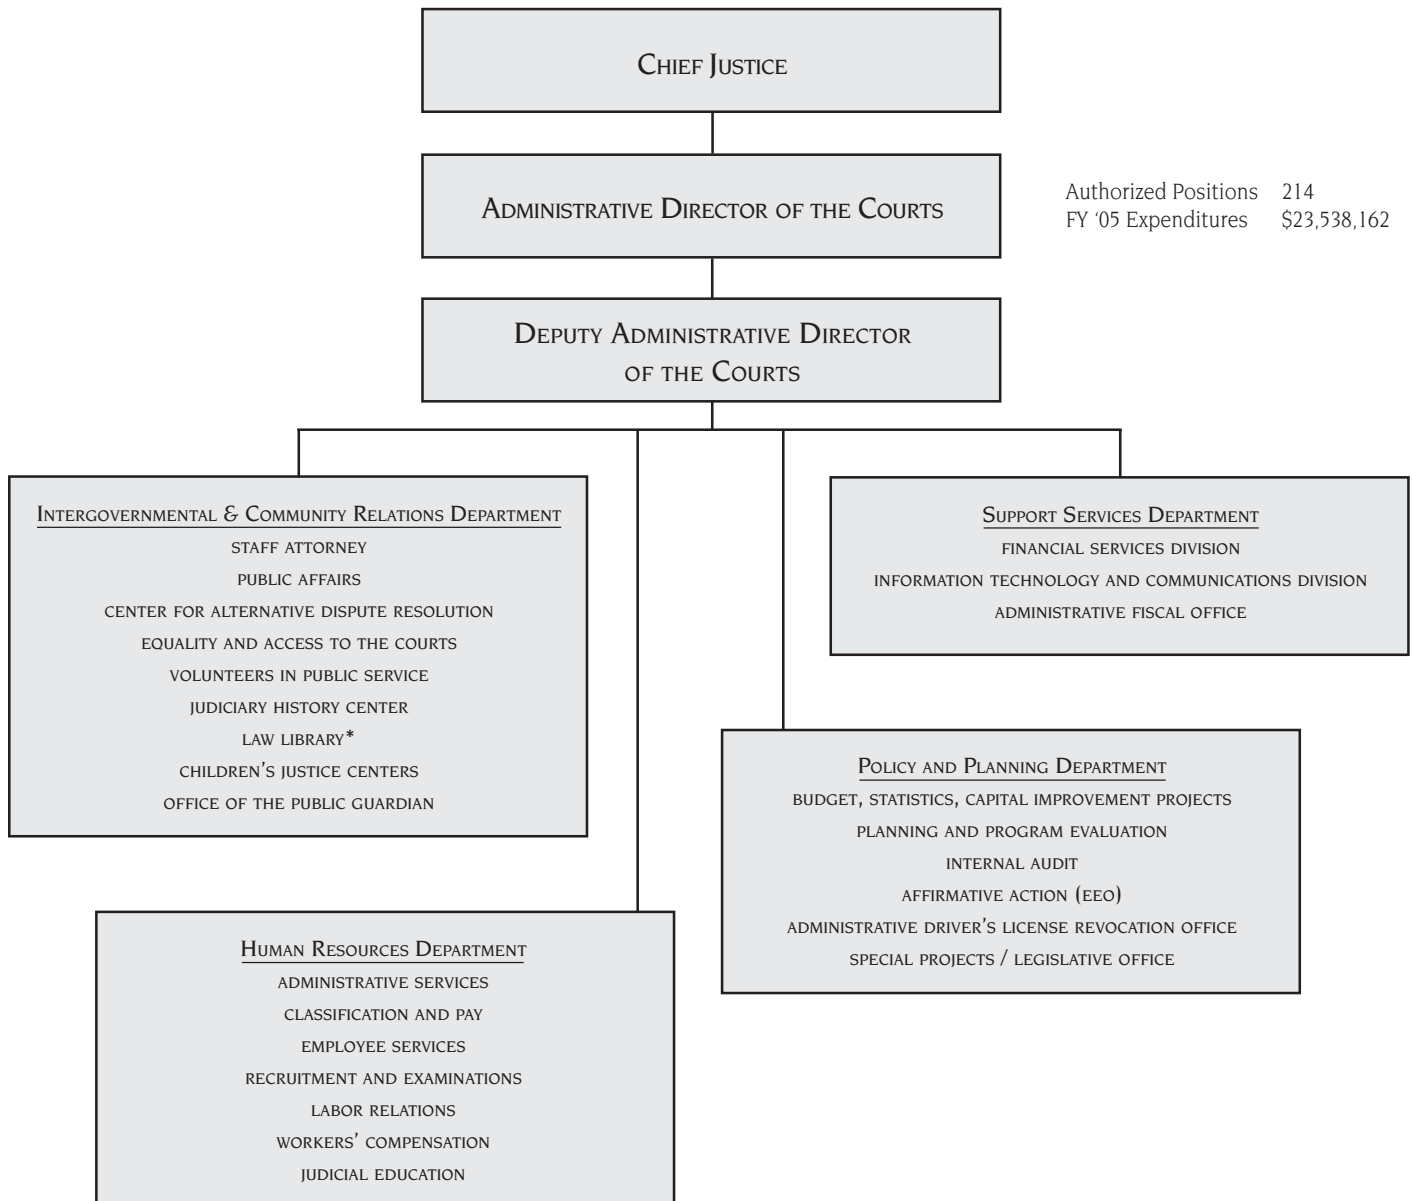 Chief Justice
Administrative Director of the Courts
Authorized Positions 214
FY ‘05 Expenditures $23,538,162
Deputy Administrative Director
of the Courts
Intergovernmental & Community Relations Department
staff attorney
public affairs
center for alternative dispute resolution
equality and access to the courts
volunteers in public service
judiciary history center
law library*
children's justice centers
office of the public guardian
Support Services Department
financial services division
information technology and communications division
administrative fiscal office
Policy and Planning Department
budget, statistics, capital improvement projects
planning and program evaluation
internal audit
affirmative action (eeo)
administrative driver's license revocation office
special projects / legislative office
Human Resources Department
administrative services
classification and pay
employee services
recruitment and examinations
labor relations
workers' compensation
judicial education